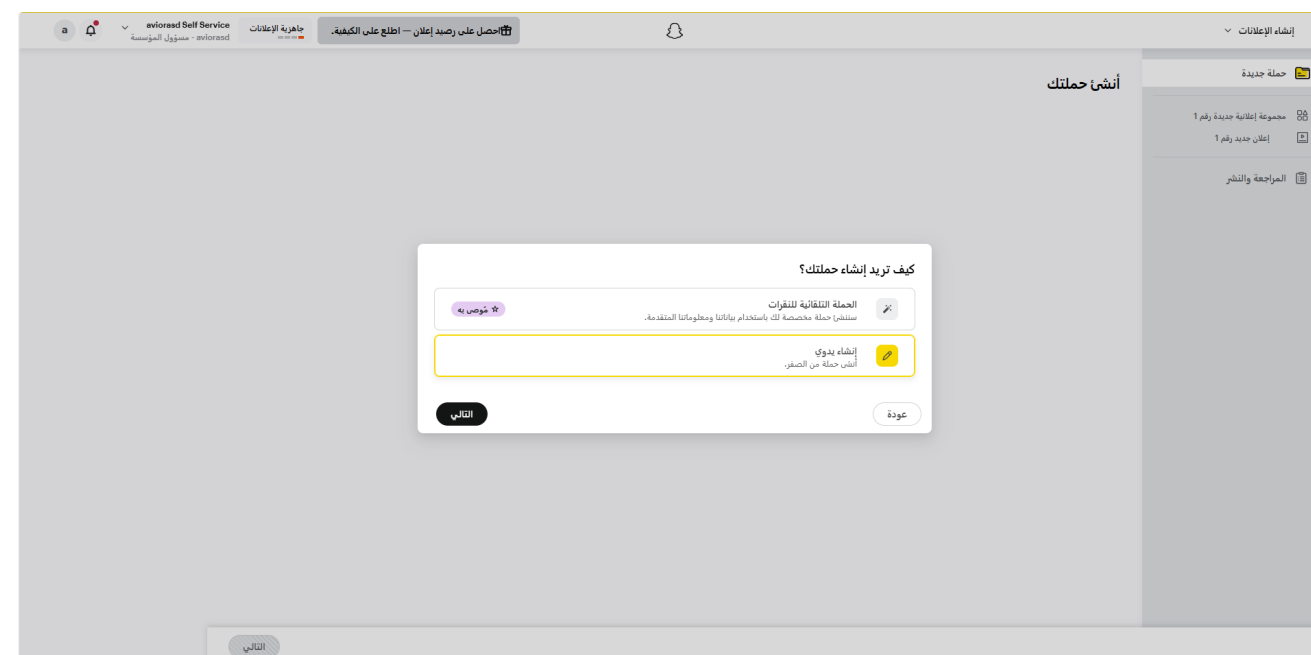 إنشاء الإعلانات
احصل على رصيد إعلان — اطلع على الكيفية.
جاهزية الإعلانات
aviorasd Self Service
aviorasd - مسؤول المؤسسة
a
حملة جديدة
مجموعة إعلانية جديدة رقم 1
إعلان جديد رقم 1
المراجعة والنشر
أنشئ حملتك
كيف تريد إنشاء حملتك؟
الحملة التلقائية للنقرات
سننشئ حملة مخصصة لك باستخدام بياناتنا ومعلوماتنا المتقدمة.
مُوصى به
إنشاء يدوي
أنشئ حملة من الصفر.
عودة
التالي
التالي